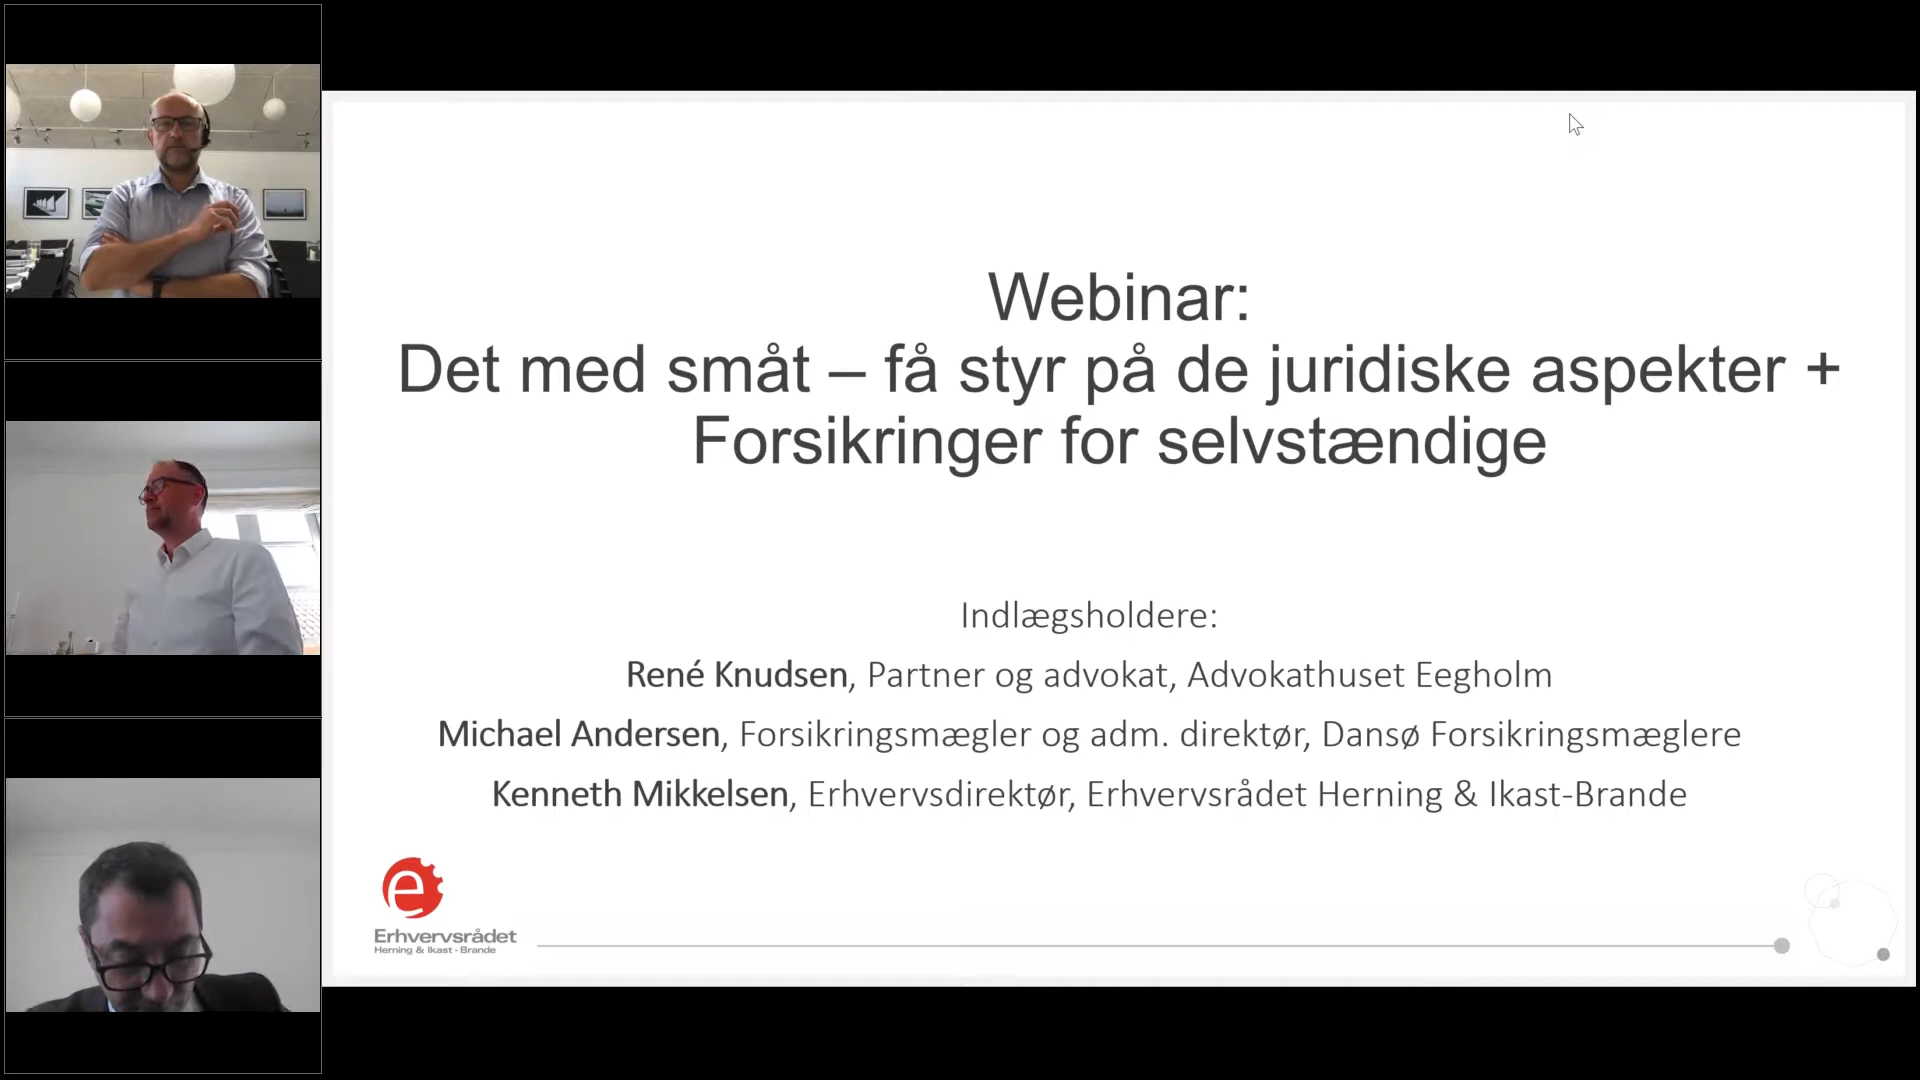 Webinar:
Det med småt – få styr på de juridiske aspekter +
Forsikringer for selvstændige
Indlægsholdere:
René Knudsen, Partner og advokat, Advokathuset Eegholm
Michael Andersen, Forsikringsmægler og adm. direktør, Dansø Forsikringsmæglere
Kenneth Mikkelsen, Erhvervsdirektør, Erhvervsrådet Herning & Ikast-Brande
e
Erhvervsrådet
Herning & Ikast - Brande